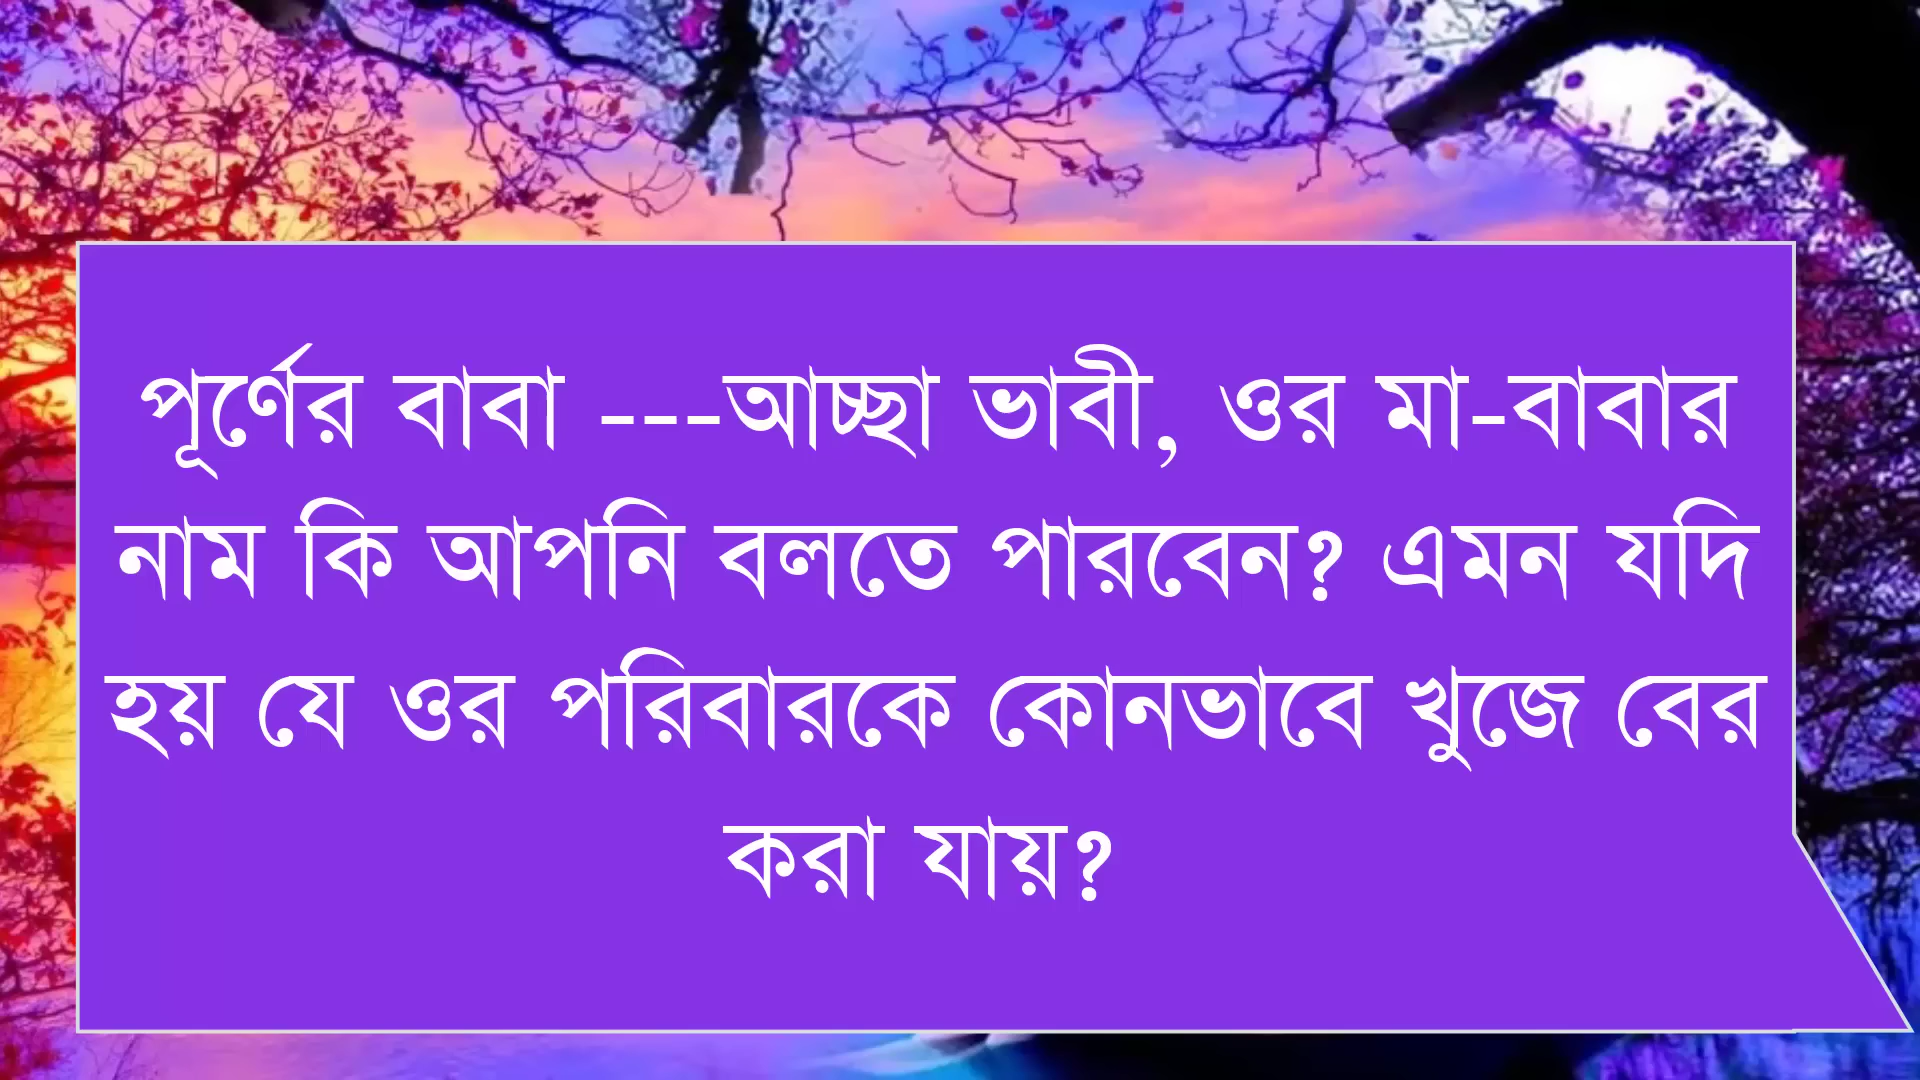 পূর্ণের বাবা ---আচ্ছা ভাবী, ওর মা-বাবার
নাম কি আপনি বলতে পারবেন? এমন যদি
হয় যে ওর পরিবারকে কোনভাবে খুজে বের
করা যায়?